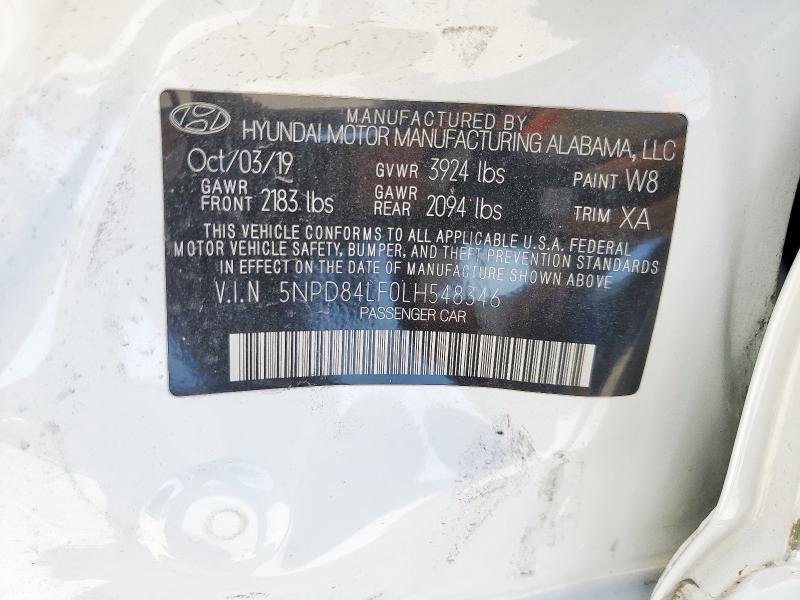 MANUFACTURED BY
HYUNDAI MOTOR MANUFACTURING ALABAMA, LLC
Oct/03/19 GVWR 3924 lbs PAINT W8
GAWR FRONT 2183 lbs GAWR REAR 2094 lbs TRIM XA
THIS VEHICLE CONFORMS TO ALL APPLICABLE U.S.A. FEDERAL
MOTOR VEHICLE SAFETY, BUMPER, AND THEFT PREVENTION STANDARDS
IN EFFECT ON THE DATE OF MANUFACTURE SHOWN ABOVE
V.I.N 5NPD84LF0LH548346
PASSENGER CAR